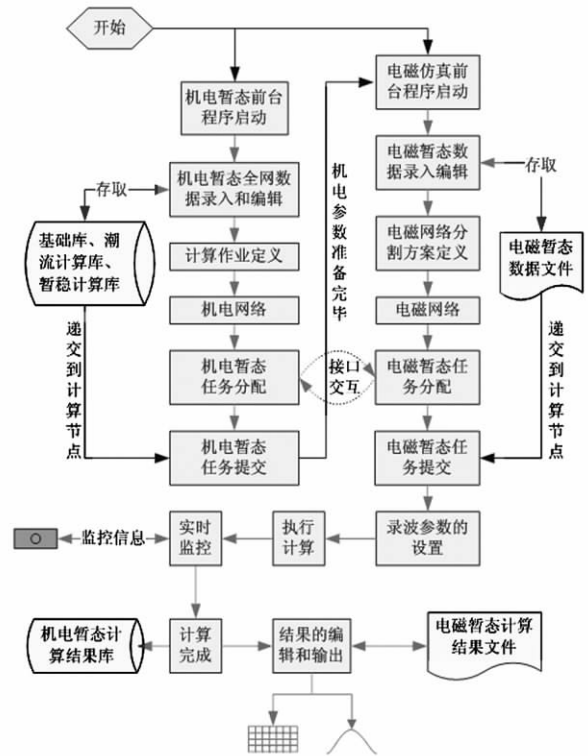 开始
机电暂态前台
程序启动
电磁仿真前
台程序启动
机电暂态全网数
据录入和编辑
电磁暂态数
据录入编辑
存取
存取
基础库、潮
流计算库、
暂稳计算库
计算作业定义
机电参数准备完毕
电磁网络分
割方案定义
电磁暂态
数据文件
机电网络
电磁网络
递交到计算节点
机电暂态
任务分配
接口
交互
电磁暂态任
务分配
递交到计算节点
机电暂态
任务提交
电磁暂态任
务提交
监控信息
实时
监控
执行
计算
录波参数的
设置
机电暂态计
算结果库
计算
完成
结果的编
辑和输出
电磁暂态计算
结果文件